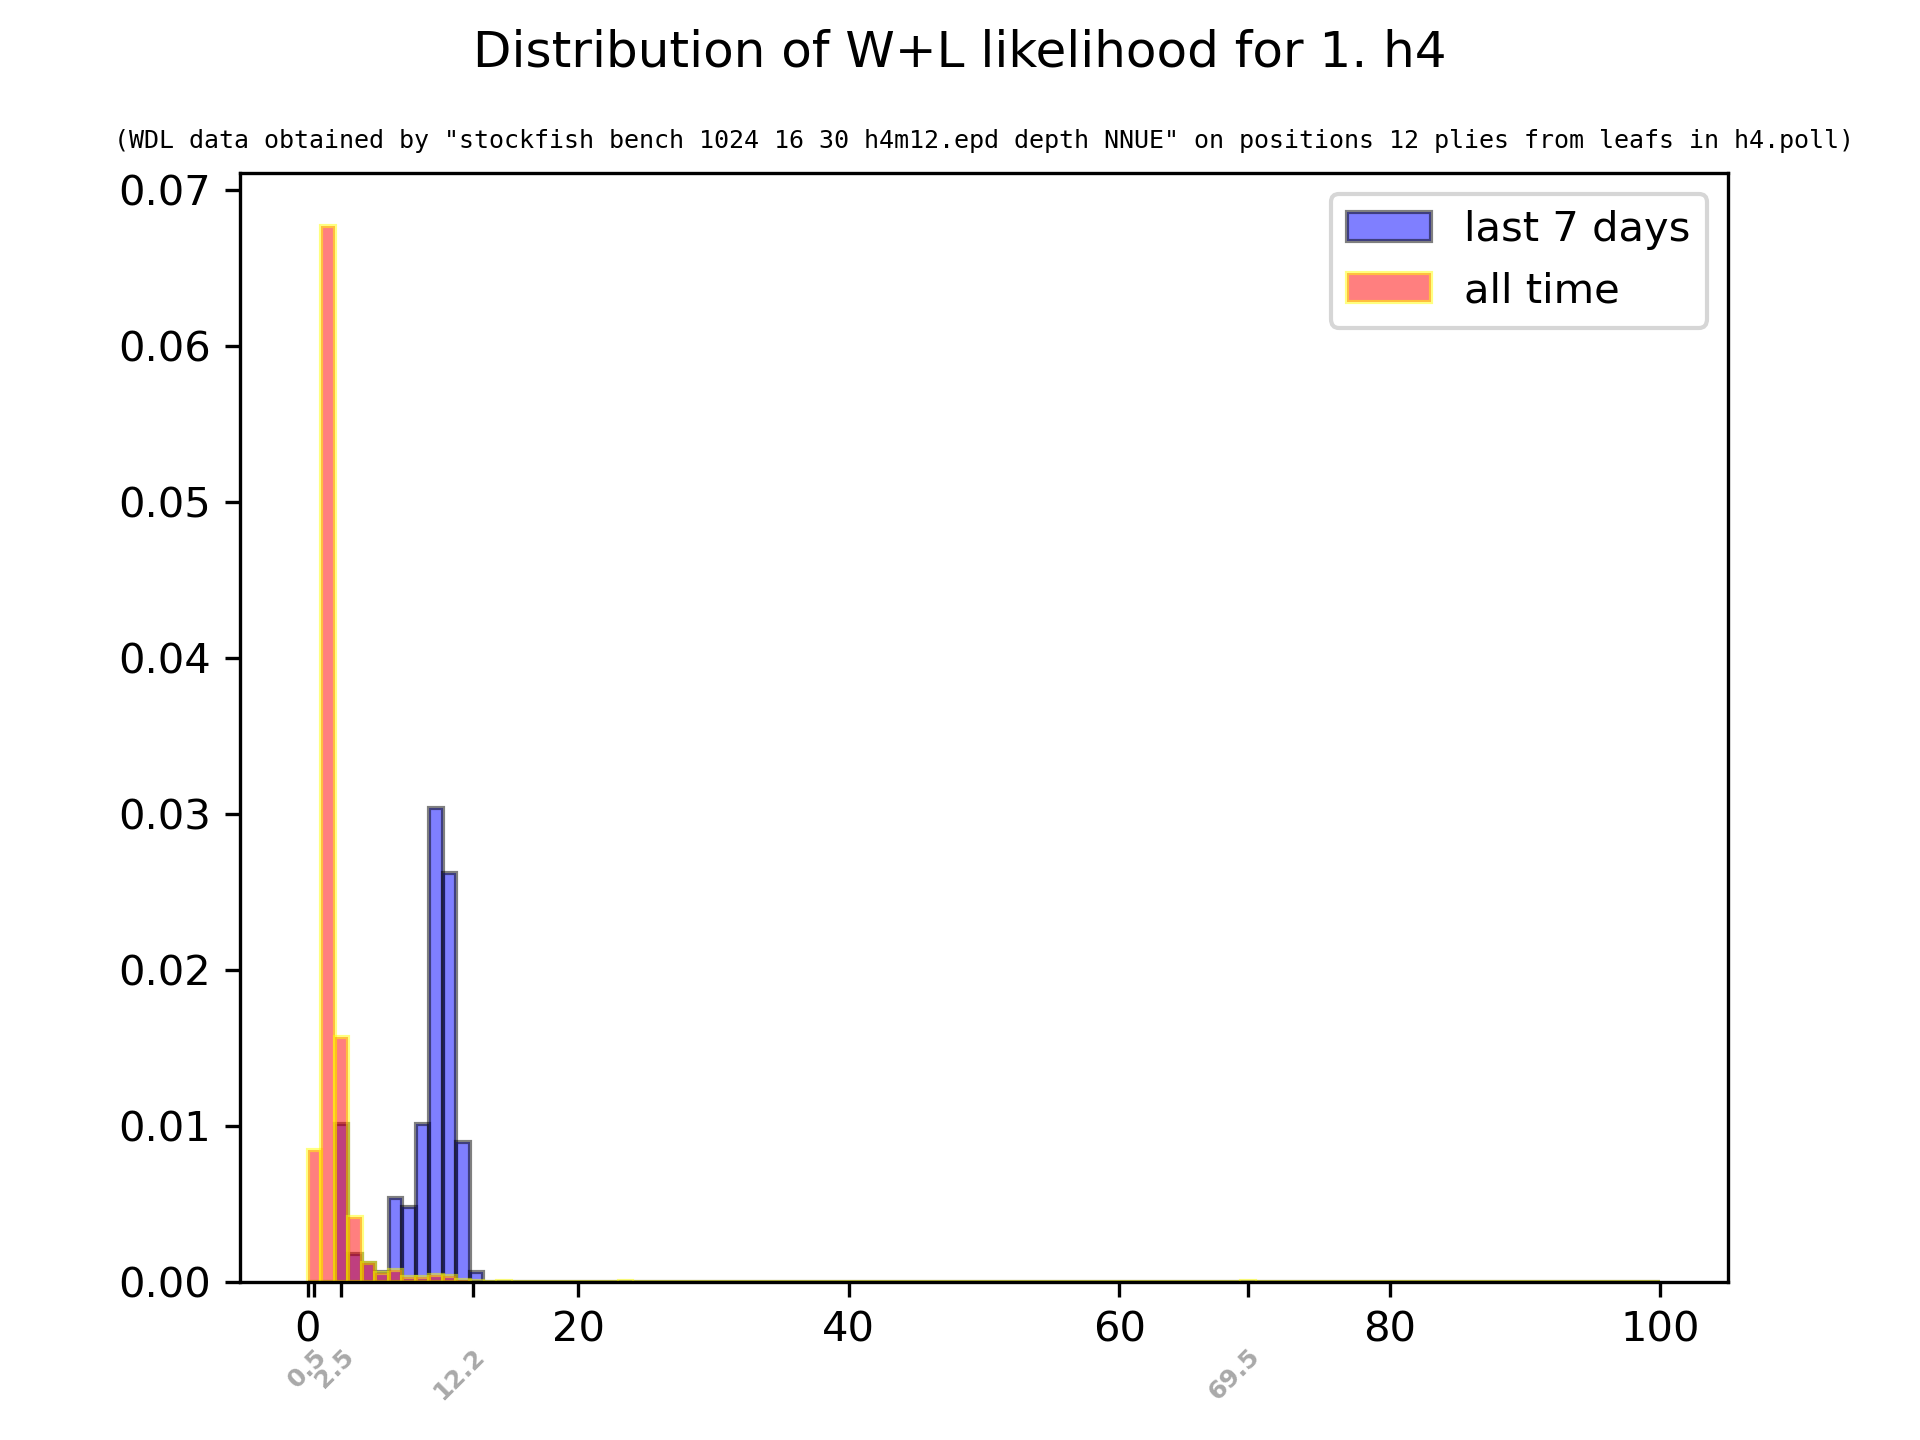 Distribution of W+L likelihood for 1. h4
(WDL data obtained by "stockfish bench 1024 16 30 h4m12.epd depth NNUE" on positions 12 plies from leafs in h4.poll)
last 7 days
all time
0.07
0.06
0.05
0.04
0.03
0.02
0.01
0.00
0 20 40 60 80 100
0.5 2.5 12.2 69.5